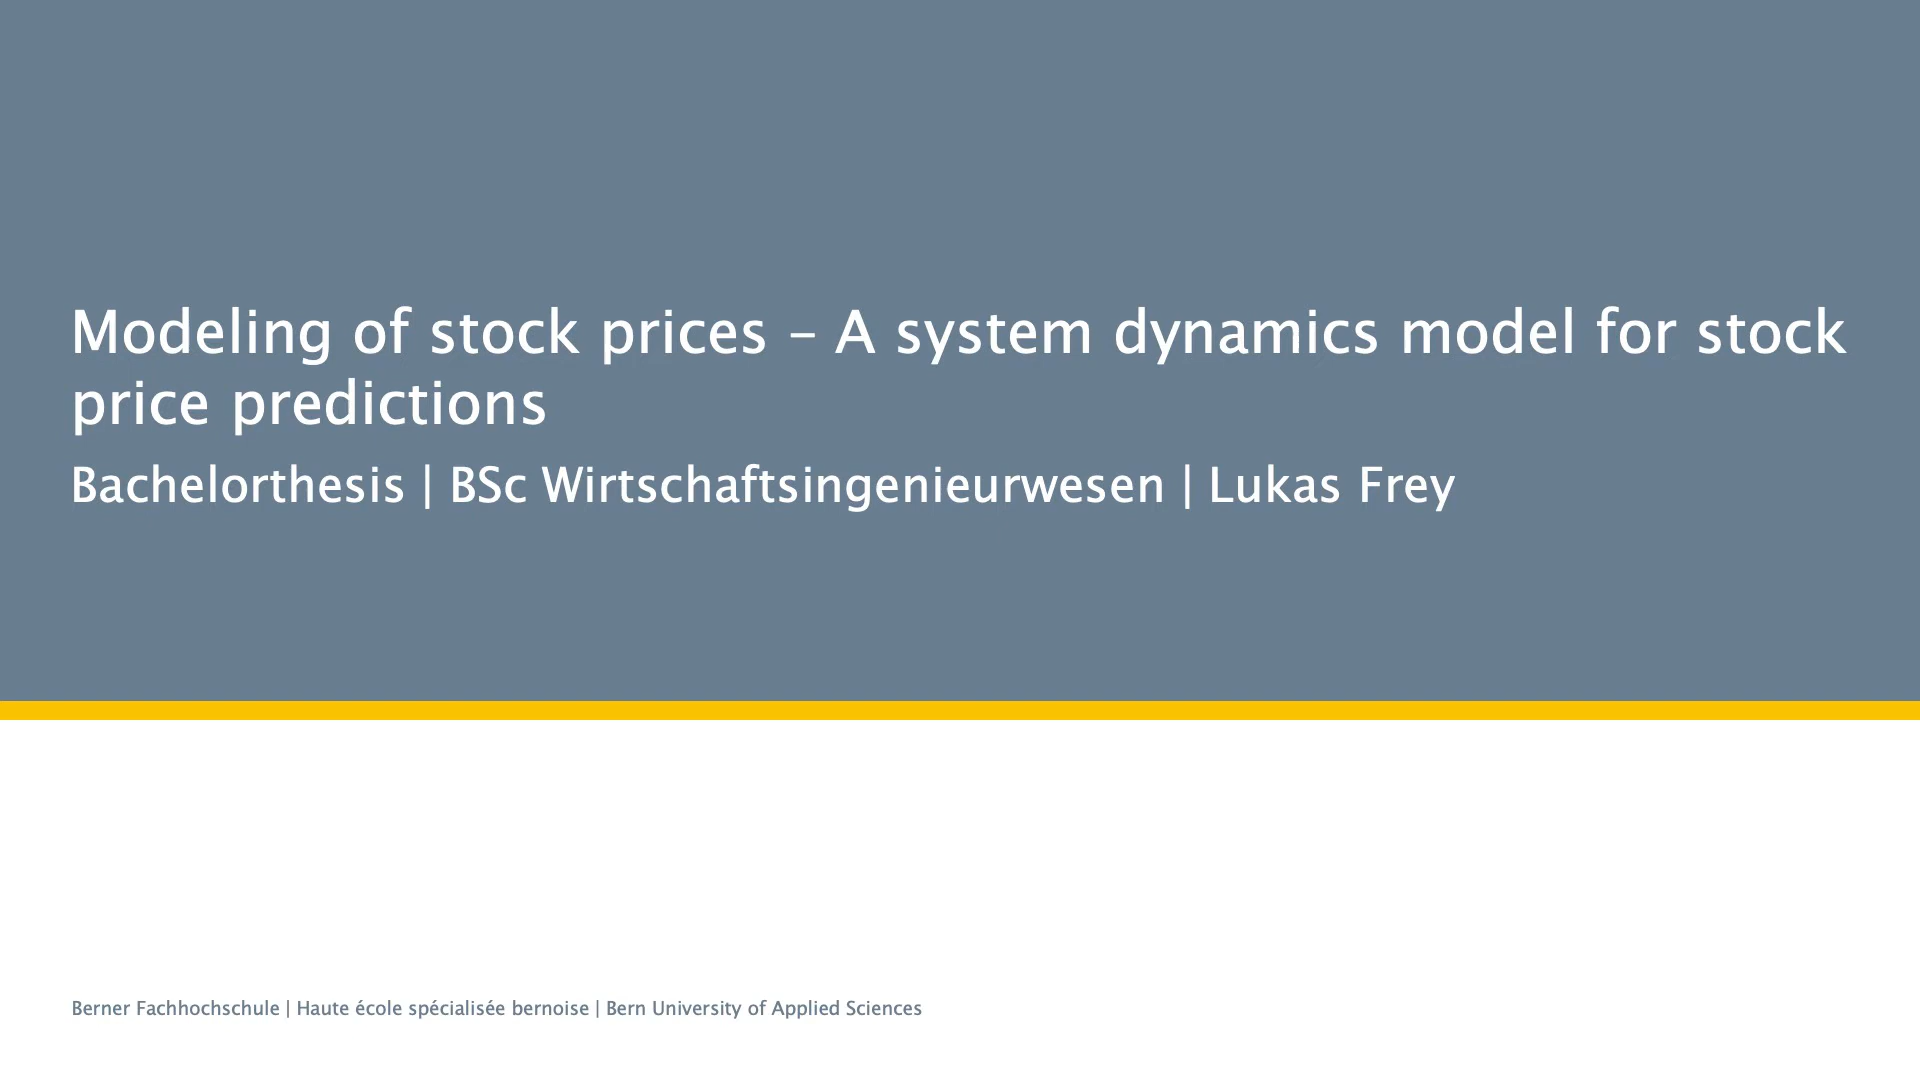 Modeling of stock prices – A system dynamics model for stock
price predictions
Bachelorthesis | BSc Wirtschaftsingenieurwesen | Lukas Frey
Berner Fachhochschule | Haute école spécialisée bernoise | Bern University of Applied Sciences